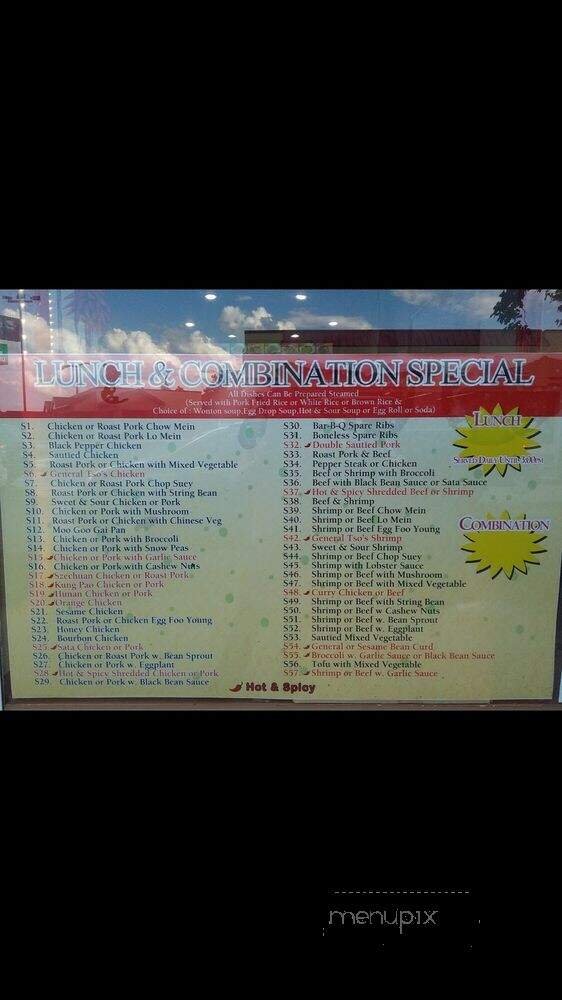 LUNCH & COMBINATION SPECIAL
All Dishes Can Be Prepared Steamed
(Served with Pork Fried Rice or White Rice or Brown Rice &
Choice of : Wonton soup,Egg Drop Soup,Hot & Sour Soup or Egg Roll or Soda)
S1. Chicken or Roast Pork Chow Mein
S2. Chicken or Roast Pork Lo Mein
S3. Black Pepper Chicken
S4. Sautied Chicken
S5. Roast Pork or Chicken with Mixed Vegetable
S6. General Tso's Chicken
S7. Chicken or Roast Pork Chop Suey
S8. Roast Pork or Chicken with String Bean
S9. Sweet & Sour Chicken or Pork
S10. Chicken or Pork with Mushroom
S11. Roast Pork or Chicken with Chinese Veg
S12. Moo Goo Gai Pan
S13. Chicken or Pork with Broccoli
S14. Chicken or Pork with Snow Peas
S15. Chicken or Pork with Garlic Sauce
S16. Chicken or Pork with Cashew Nuts
S17. Szechuan Chicken or Roast Pork
S18. Kung Pao Chicken or Pork
S19. Hunan Chicken or Pork
S20. Orange Chicken
S21. Sesame Chicken
S22. Roast Pork or Chicken Egg Foo Young
S23. Honey Chicken
S24. Bourbon Chicken
S25. Sata Chicken or Pork
S26. Chicken or Pork w. Bean Sprout
S27. Chicken or Pork w. Eggplant
S28. Hot & Spicy Shredded Chicken or Pork
S29. Chicken or Pork w. Black Bean Sauce
S30. Bar-B-Q Spare Ribs
S31. Boneless Spare Ribs
S32. Double Sautied Pork
S33. Roast Pork & Beef
S34. Pepper Steak or Chicken
S35. Beef or Shrimp with Broccoli
S36. Beef with Black Bean Sauce or Sata Sauce
S37. Hot & Spicy Shredded Beef or Shrimp
S38. Beef & Shrimp
S39. Shrimp or Beef Chow Mein
S40. Shrimp or Beef Lo Mein
S41. Shrimp or Beef Egg Foo Young
S42. General Tso's Shrimp
S43. Sweet & Sour Shrimp
S44. Shrimp or Beef Chop Suey
S45. Shrimp with Lobster Sauce
S46. Shrimp or Beef with Mushroom
S47. Shrimp or Beef with Mixed Vegetable
S48. Curry Chicken or Beef
S49. Shrimp or Beef with String Bean
S50. Shrimp or Beef w Cashew Nuts
S51. Shrimp or Beef w. Bean Sprout
S52. Shrimp or Beef w. Eggplant
S53. Sautied Mixed Vegetable
S54. General or Sesame Bean Curd
S55. Broccoli w. Garlic Sauce or Black Bean Sauce
S56. Tofu with Mixed Vegetable
S57. Shrimp or Beef w. Garlic Sauce
Hot & Spicy
LUNCH
SERVED DAILY UNTIL 3:00PM
COMBINATION
menupix